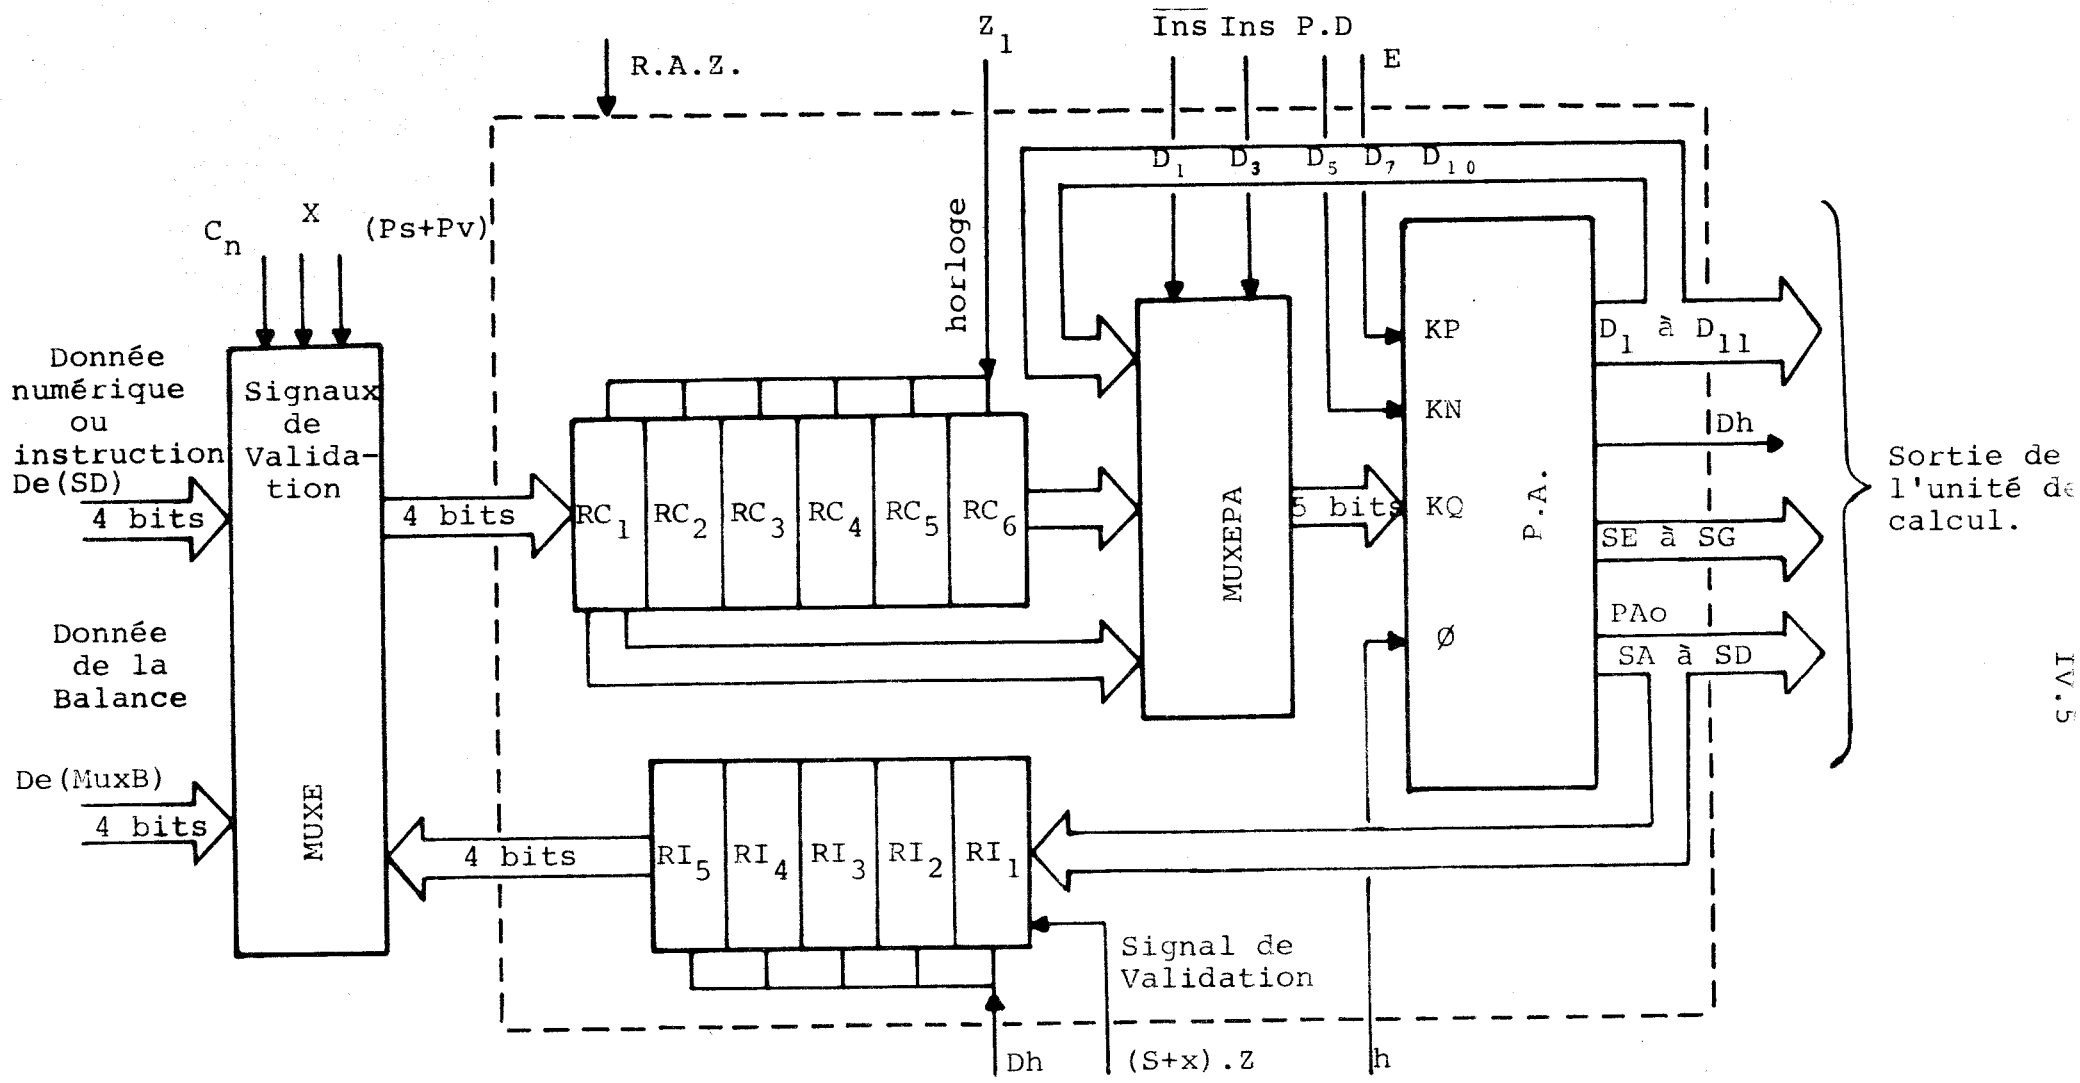 Z1
Ins Ins P.D
E
R.A.Z.
D1 D3 D5 D7 D10
Cn
X
(Ps+Pv)
horloge
Donnée
numérique
ou
instruction
De(SD)
4 bits
Signaux
de
Valida-
tion
4 bits
RC1 RC2 RC3 RC4 RC5 RC6
MUXEPA
5 bits
KP
KN
KQ
Ø
P.A.
D1 à D11
Dh
SE à SG
PAo
SA à SD
Sortie de
l'unité de
calcul.
IV.5
Donnée
de la
Balance
De(MuxB)
4 bits
MUXE
4 bits
RI5 RI4 RI3 RI2 RI1
Signal de
Validation
Dh
(S+x).Z
h